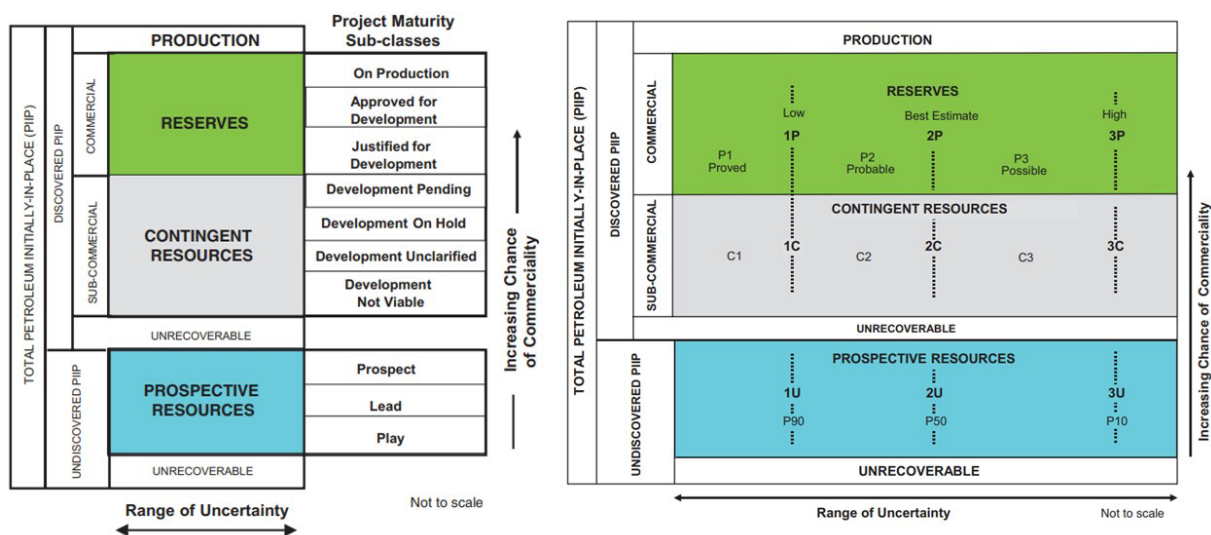 Project Maturity
Sub-classes
PRODUCTION
On Production
Approved for
Development
Justified for
Development
RESERVES
Development Pending
Development On Hold
Development Unclarified
Development
Not Viable
CONTINGENT
RESOURCES
UNRECOVERABLE
PROSPECTIVE
RESOURCES
Prospect
Lead
Play
UNRECOVERABLE
TOTAL PETROLEUM INITIALLY-IN-PLACE (PIIP)
DISCOVERED PIIP
UNDISCOVERED PIIP
COMMERCIAL
SUB-COMMERCIAL
Increasing Chance
of Commerciality
Range of Uncertainty
Not to scale
PRODUCTION
RESERVES
Low
Best Estimate
High
1P
2P
3P
P1
Proved
P2
Probable
P3
Possible
CONTINGENT RESOURCES
1C
2C
3C
C1
C2
C3
UNRECOVERABLE
PROSPECTIVE RESOURCES
1U
2U
3U
P90
P50
P10
UNRECOVERABLE
TOTAL PETROLEUM INITIALLY-IN-PLACE (PIIP)
DISCOVERED PIIP
UNDISCOVERED PIIP
COMMERCIAL
SUB-COMMERCIAL
Increasing Chance of Commerciality
Range of Uncertainty
Not to scale